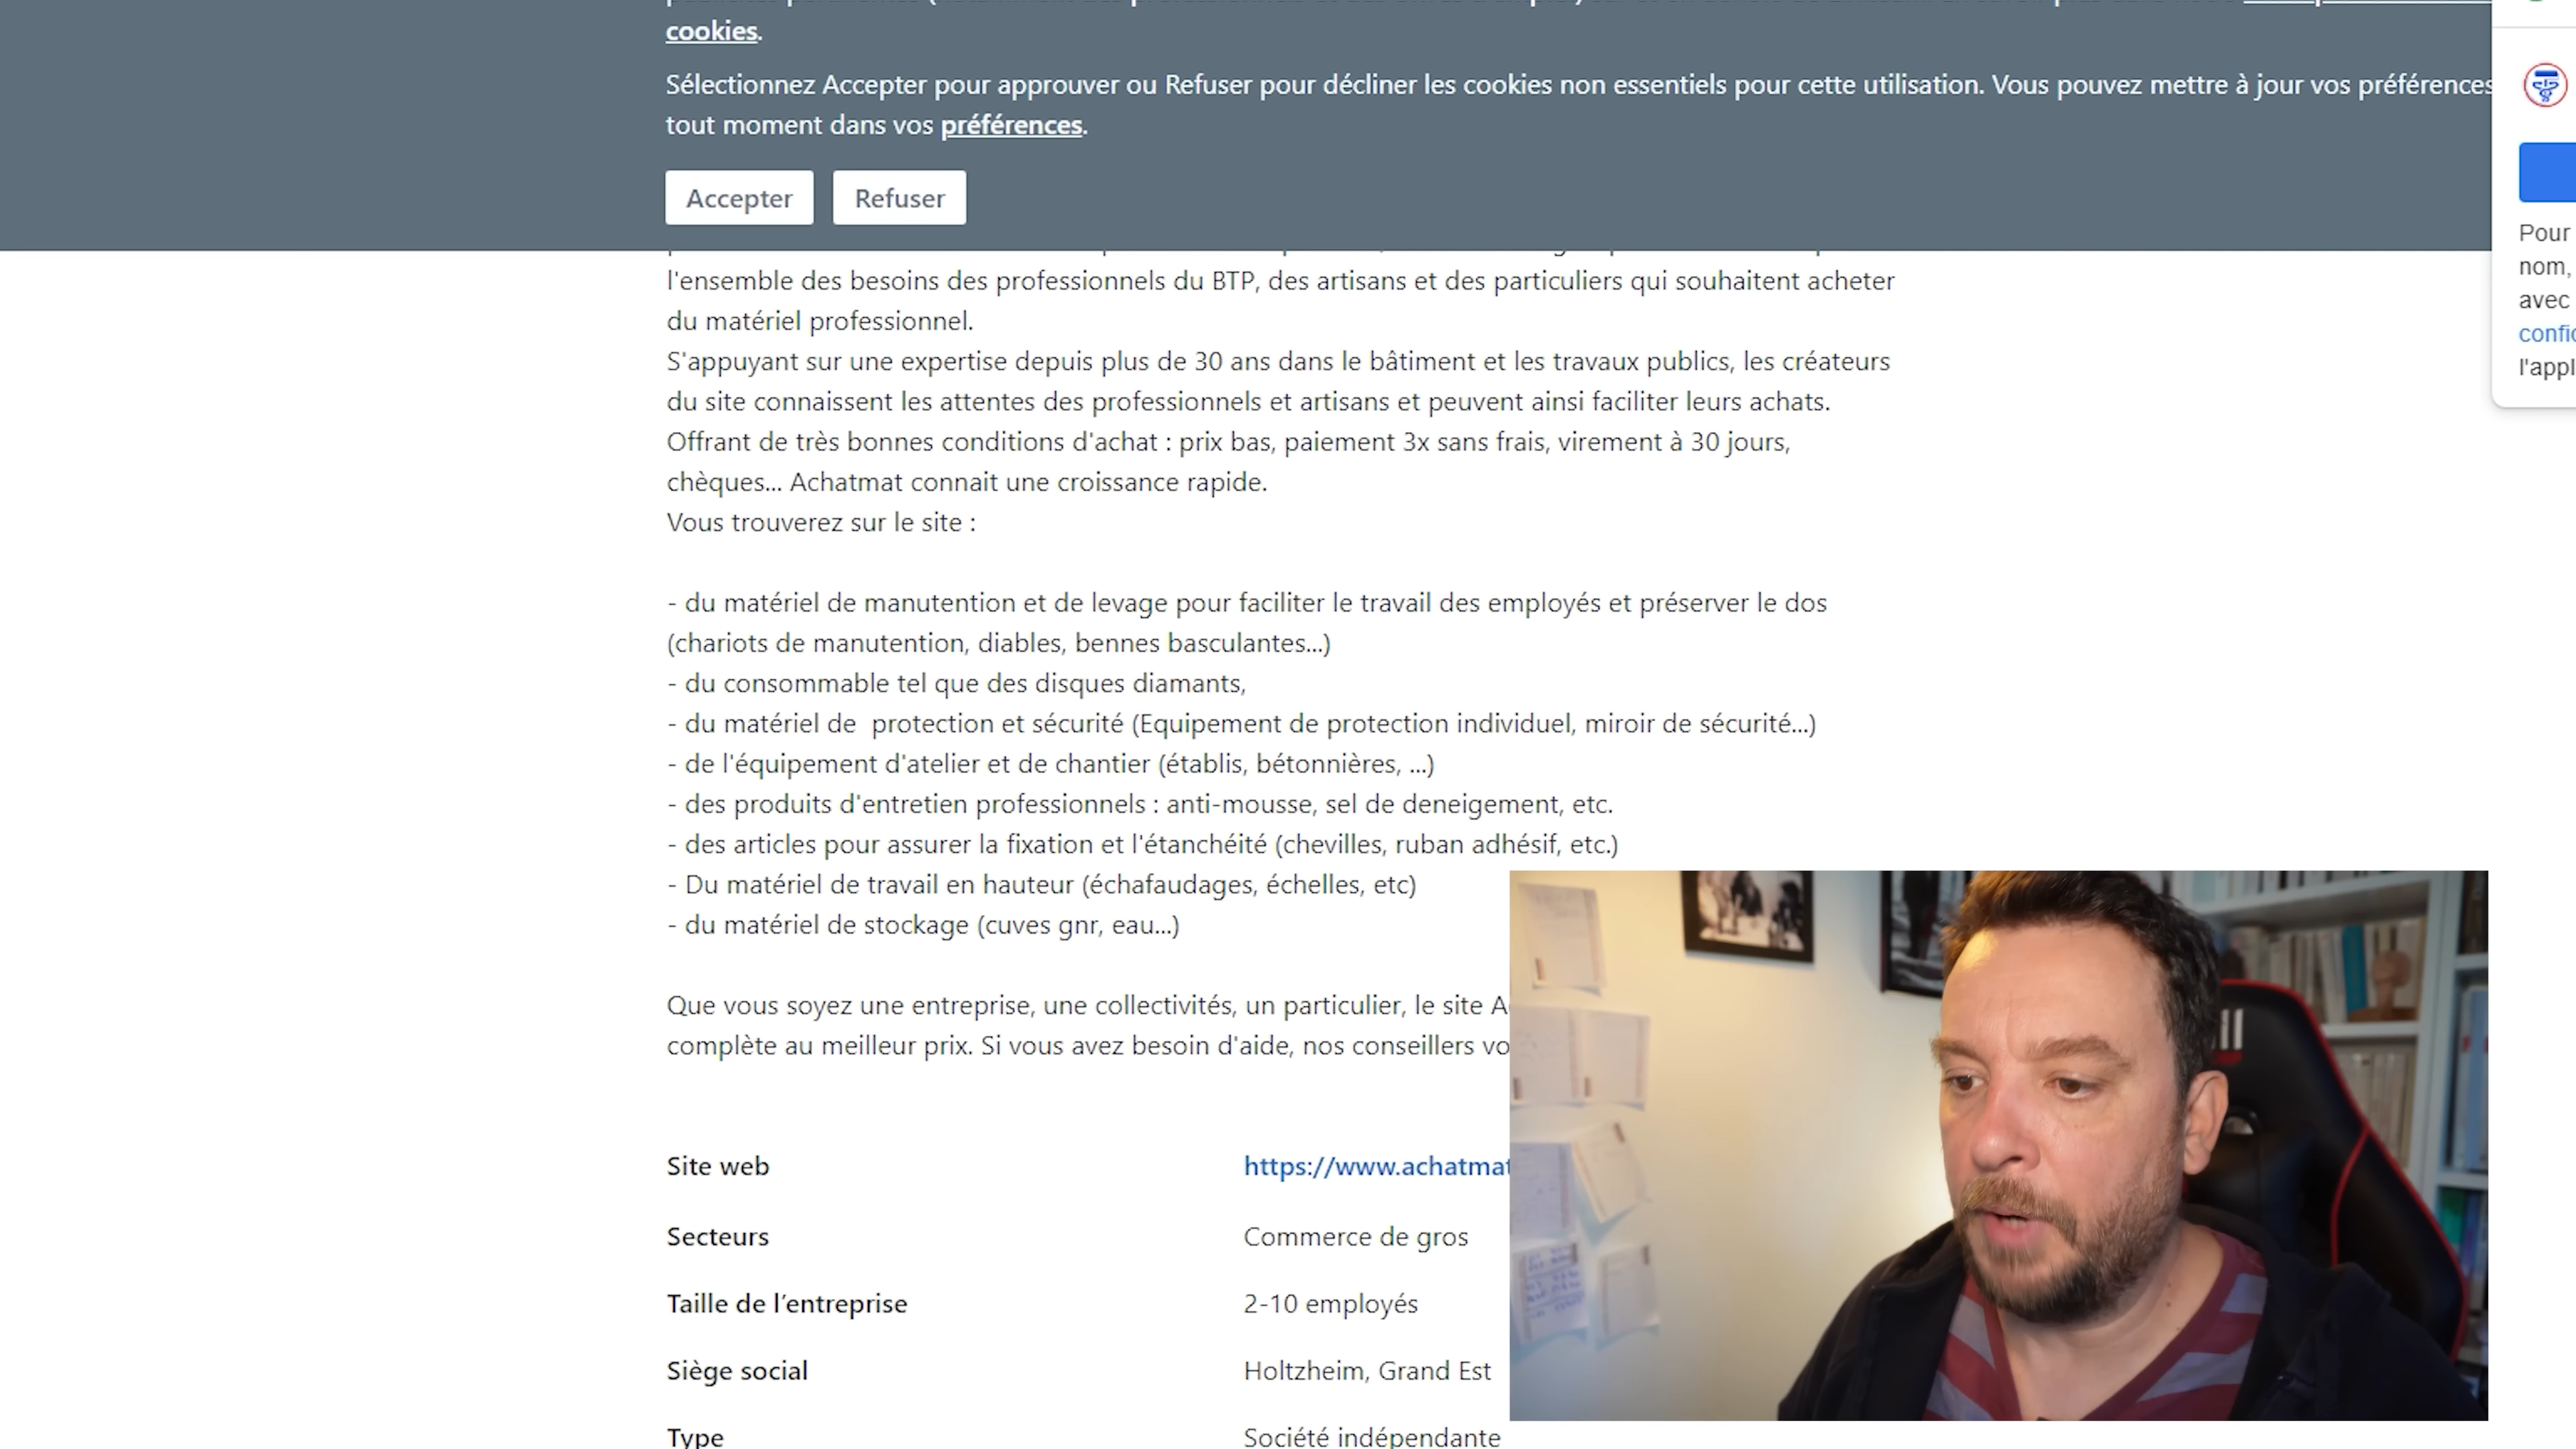 cookies.
Sélectionnez Accepter pour approuver ou Refuser pour décliner les cookies non essentiels pour cette utilisation. Vous pouvez mettre à jour vos préférences
tout moment dans vos préférences.
Accepter Refuser
l'ensemble des besoins des professionnels du BTP, des artisans et des particuliers qui souhaitent acheter
du matériel professionnel.
S'appuyant sur une expertise depuis plus de 30 ans dans le bâtiment et les travaux publics, les créateurs
du site connaissent les attentes des professionnels et artisans et peuvent ainsi faciliter leurs achats.
Offrant de très bonnes conditions d'achat : prix bas, paiement 3x sans frais, virement à 30 jours,
chèques... Achatmat connait une croissance rapide.
Vous trouverez sur le site :
- du matériel de manutention et de levage pour faciliter le travail des employés et préserver le dos
(chariots de manutention, diables, bennes basculantes...)
- du consommable tel que des disques diamants,
- du matériel de  protection et sécurité (Equipement de protection individuel, miroir de sécurité...)
- de l'équipement d'atelier et de chantier (établis, bétonnières, ...)
- des produits d'entretien professionnels : anti-mousse, sel de deneigement, etc.
- des articles pour assurer la fixation et l'étanchéité (chevilles, ruban adhésif, etc.)
- Du matériel de travail en hauteur (échafaudages, échelles, etc)
- du matériel de stockage (cuves gnr, eau...)
Que vous soyez une entreprise, une collectivités, un particulier, le site A
complète au meilleur prix. Si vous avez besoin d'aide, nos conseillers vo
Site web https://www.achatmat
Secteurs Commerce de gros
Taille de l'entreprise 2-10 employés
Siège social Holtzheim, Grand Est
Type Société indépendante
Pour
nom,
avec
confi
l'appl